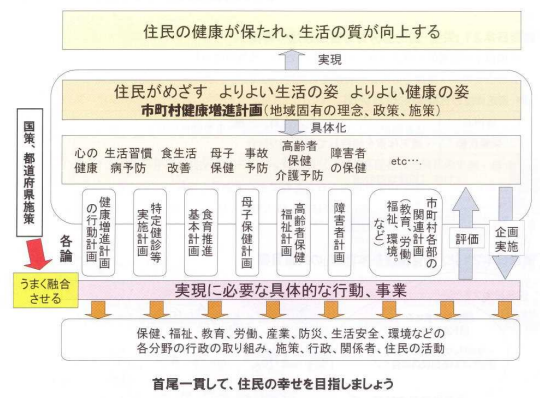 住民の健康が保たれ、生活の質が向上する
実現
住民がめざす よりよい生活の姿 よりよい健康の姿
市町村健康増進計画(地域固有の理念、政策、施策)
具体化
心の
健康
生活習慣
病予防
食生活
改善
母子
保健
事故
予防
高齢者
保健
介護予防
障害者
の保健
etc….
国策、都道府県施策
各論
健康増進計画
の行動計画
特定健診等
実施計画
食育推進
基本計画
母子保健計画
高齢者保健
福祉計画
障害者計画
市町村各部の
関連計画
(教育、労働、
福祉、環境。
など)
評価
企画
実施
うまく融合
させる
実現に必要な具体的な行動、事業
保健、福祉、教育、労働、産業、防災、生活安全、環境などの
各分野の行政の取り組み、施策、行政、関係者、住民の活動
首尾一貫して、住民の幸せを目指しましょう